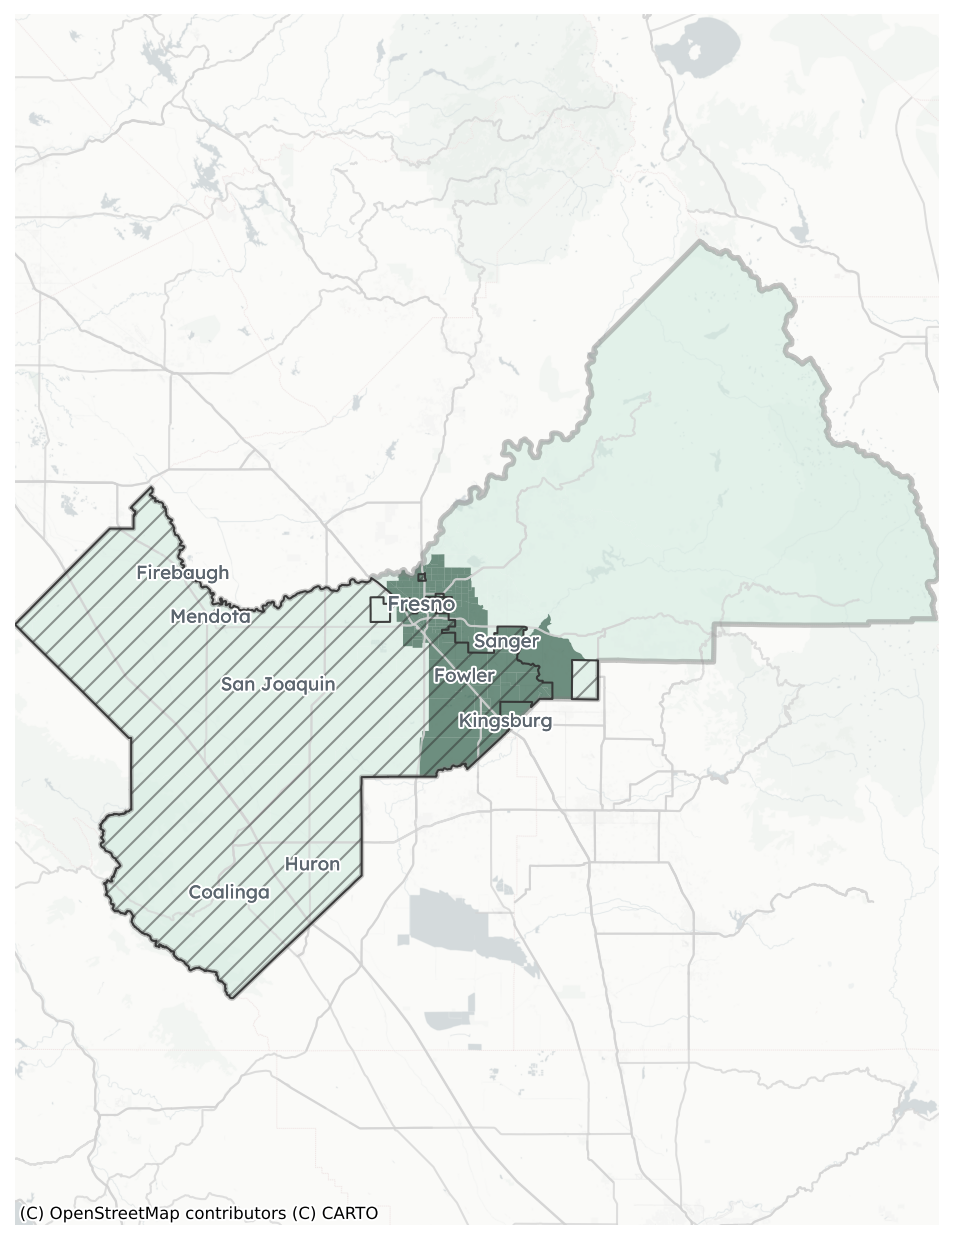 Firebaugh
Mendota
Fresno
Sanger
Fowler
San Joaquin
Kingsburg
Huron
Coalinga
(C) OpenStreetMap contributors (C) CARTO